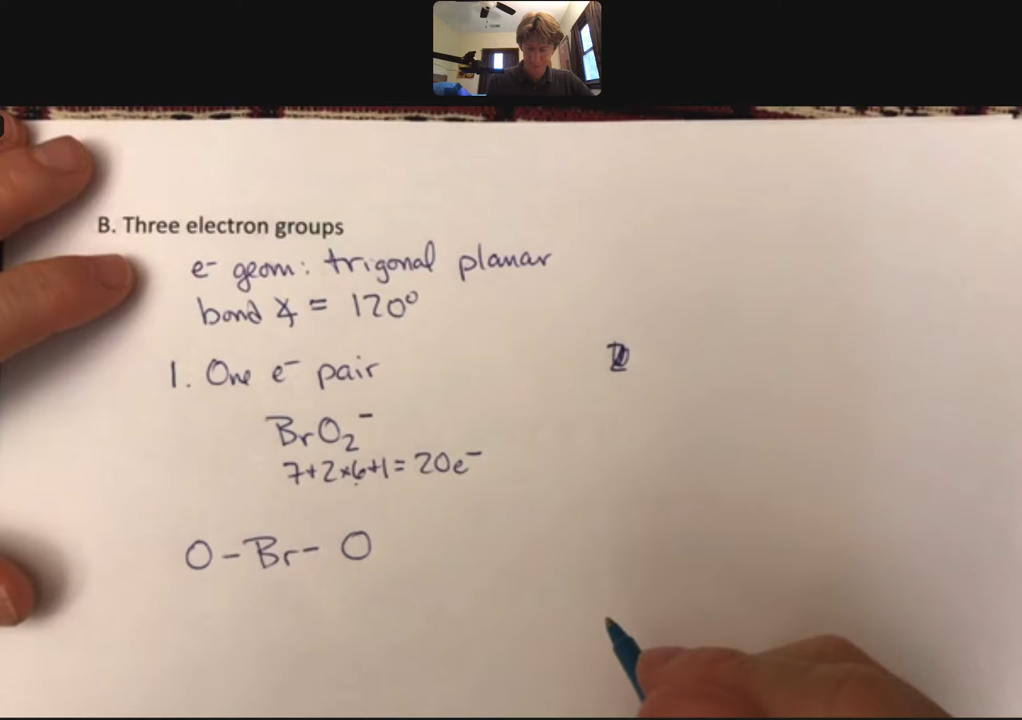 B. Three electron groups
e⁻ geom: trigonal planar
bond ∡ = 120°
1. One e⁻ pair
BrO₂⁻
7+2×6+1=20e⁻
O-Br-O